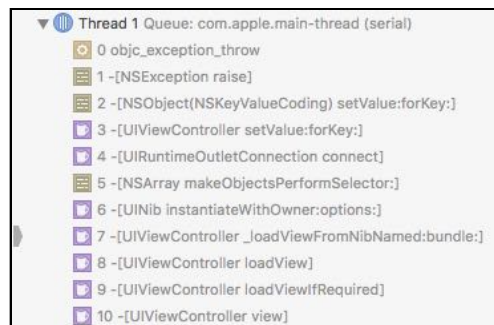 Thread 1 Queue: com.apple.main-thread (serial)
0 objc_exception_throw
1 -[NSException raise]
2 -[NSObject(NSKeyValueCoding) setValue:forKey:]
3 -[UIViewController setValue:forKey:]
4 -[UIRuntimeOutletConnection connect]
5 -[NSArray makeObjectsPerformSelector:]
6 -[UINib instantiateWithOwner:options:]
7 -[UIViewController _loadViewFromNibNamed:bundle:]
8 -[UIViewController loadView]
9 -[UIViewController loadViewIfRequired]
10 -[UIViewController view]